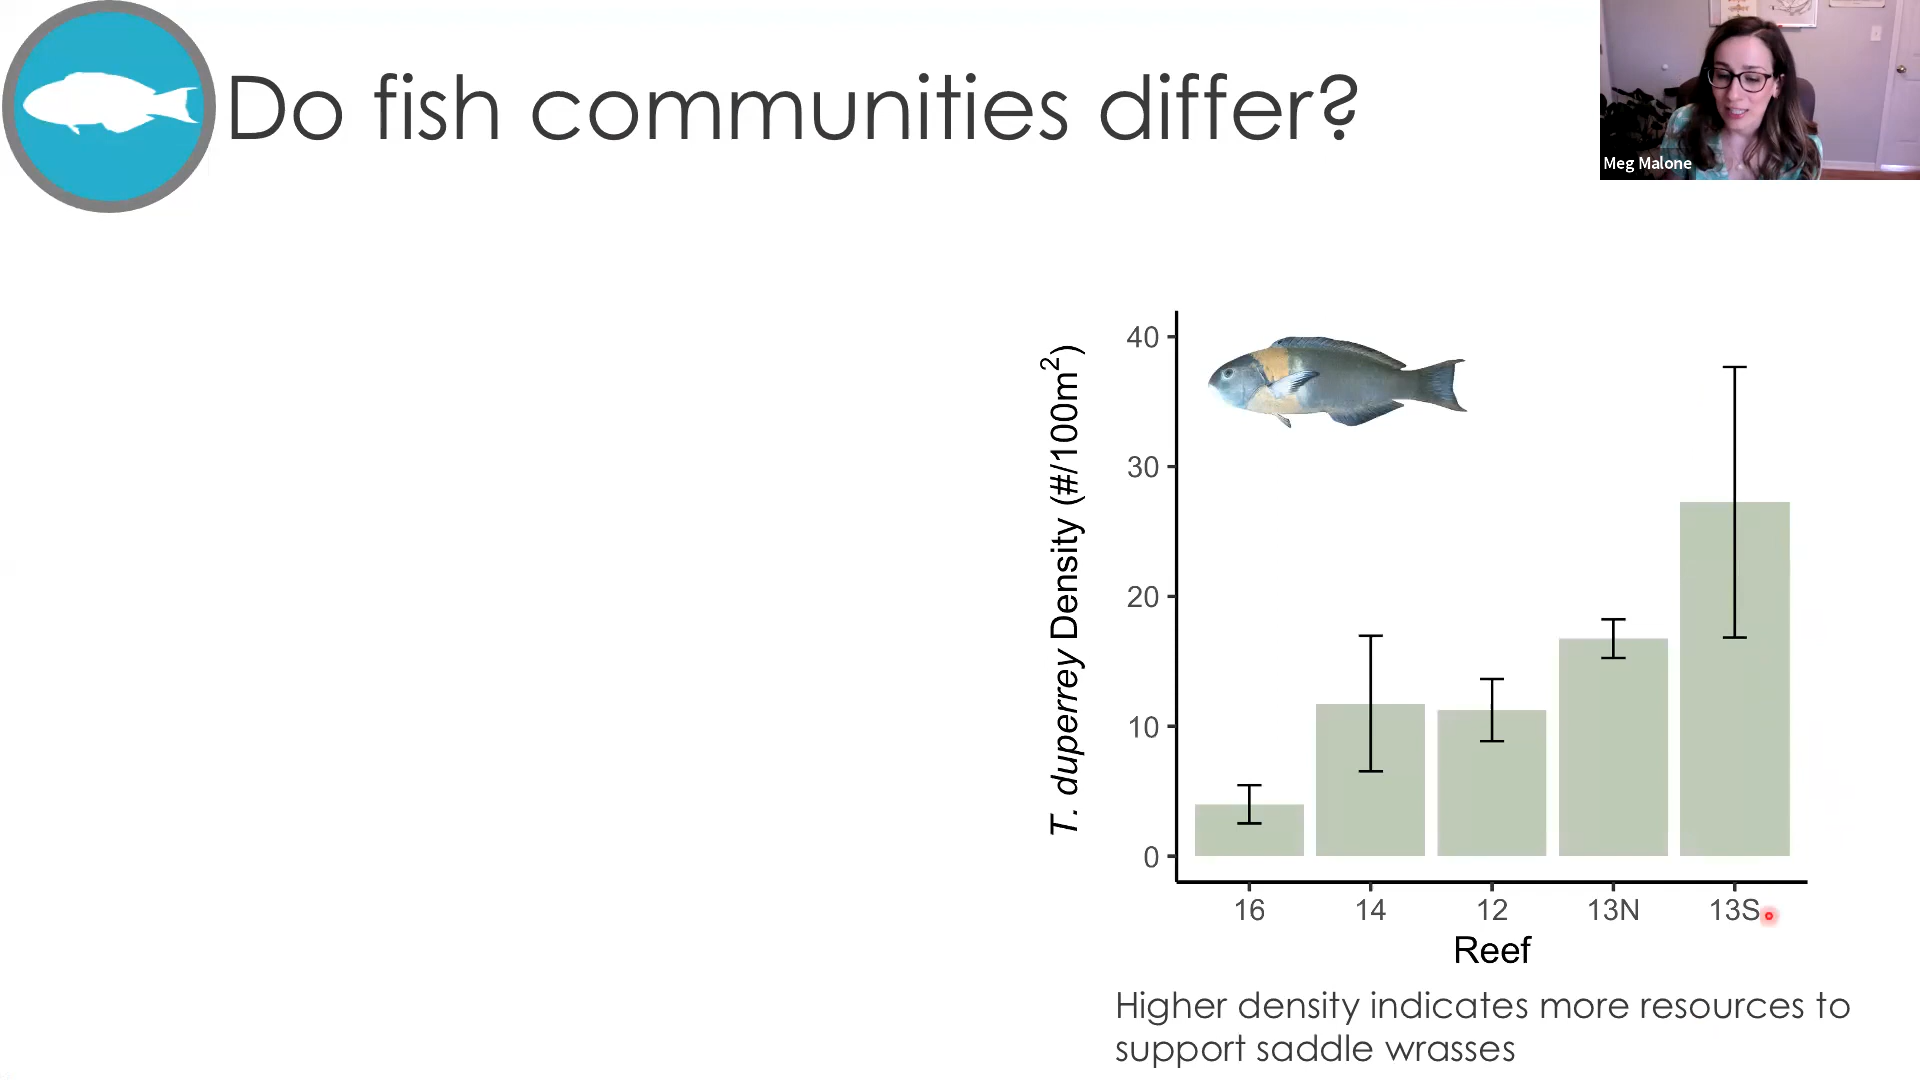 Do fish communities differ?
Meg Malone
T. duperrey Density (#/100m²)
40
30
20
10
0
16 14 12 13N 13S
Reef
Higher density indicates more resources to
support saddle wrasses